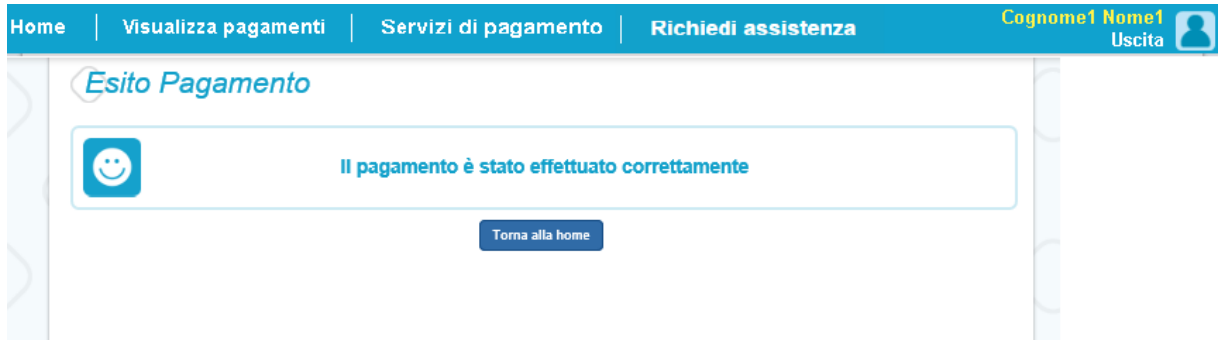 Home Visualizza pagamenti Servizi di pagamento Richiedi assistenza Cognome1 Nome1
Uscita
Esito Pagamento
Il pagamento è stato effettuato correttamente
Torna alla home